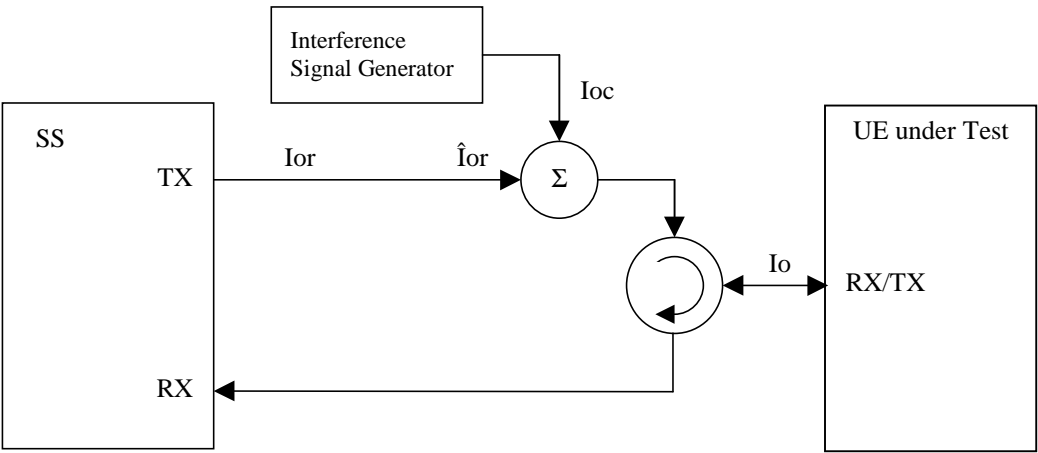 Interference
Signal Generator
Ioc
SS
UE under Test
TX
Ior
Îor
Σ
Io
RX/TX
RX